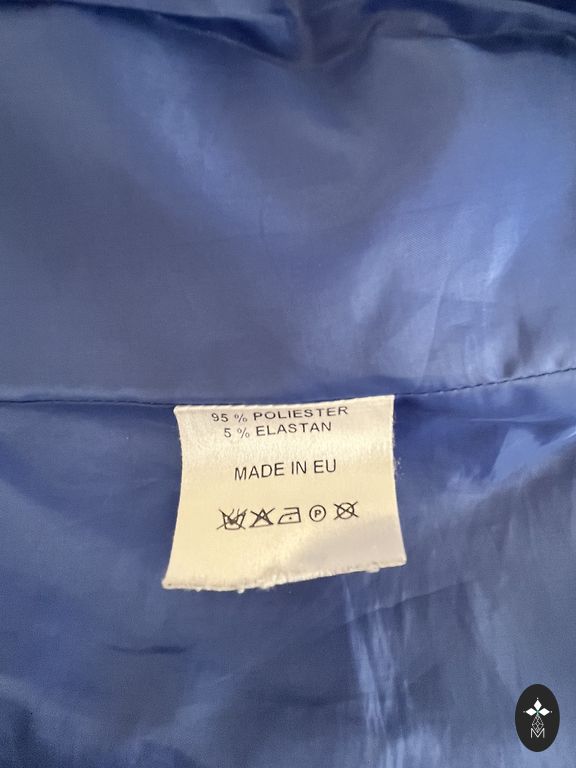 95 % POLIESTER
5 % ELASTAN
MADE IN EU
P
M